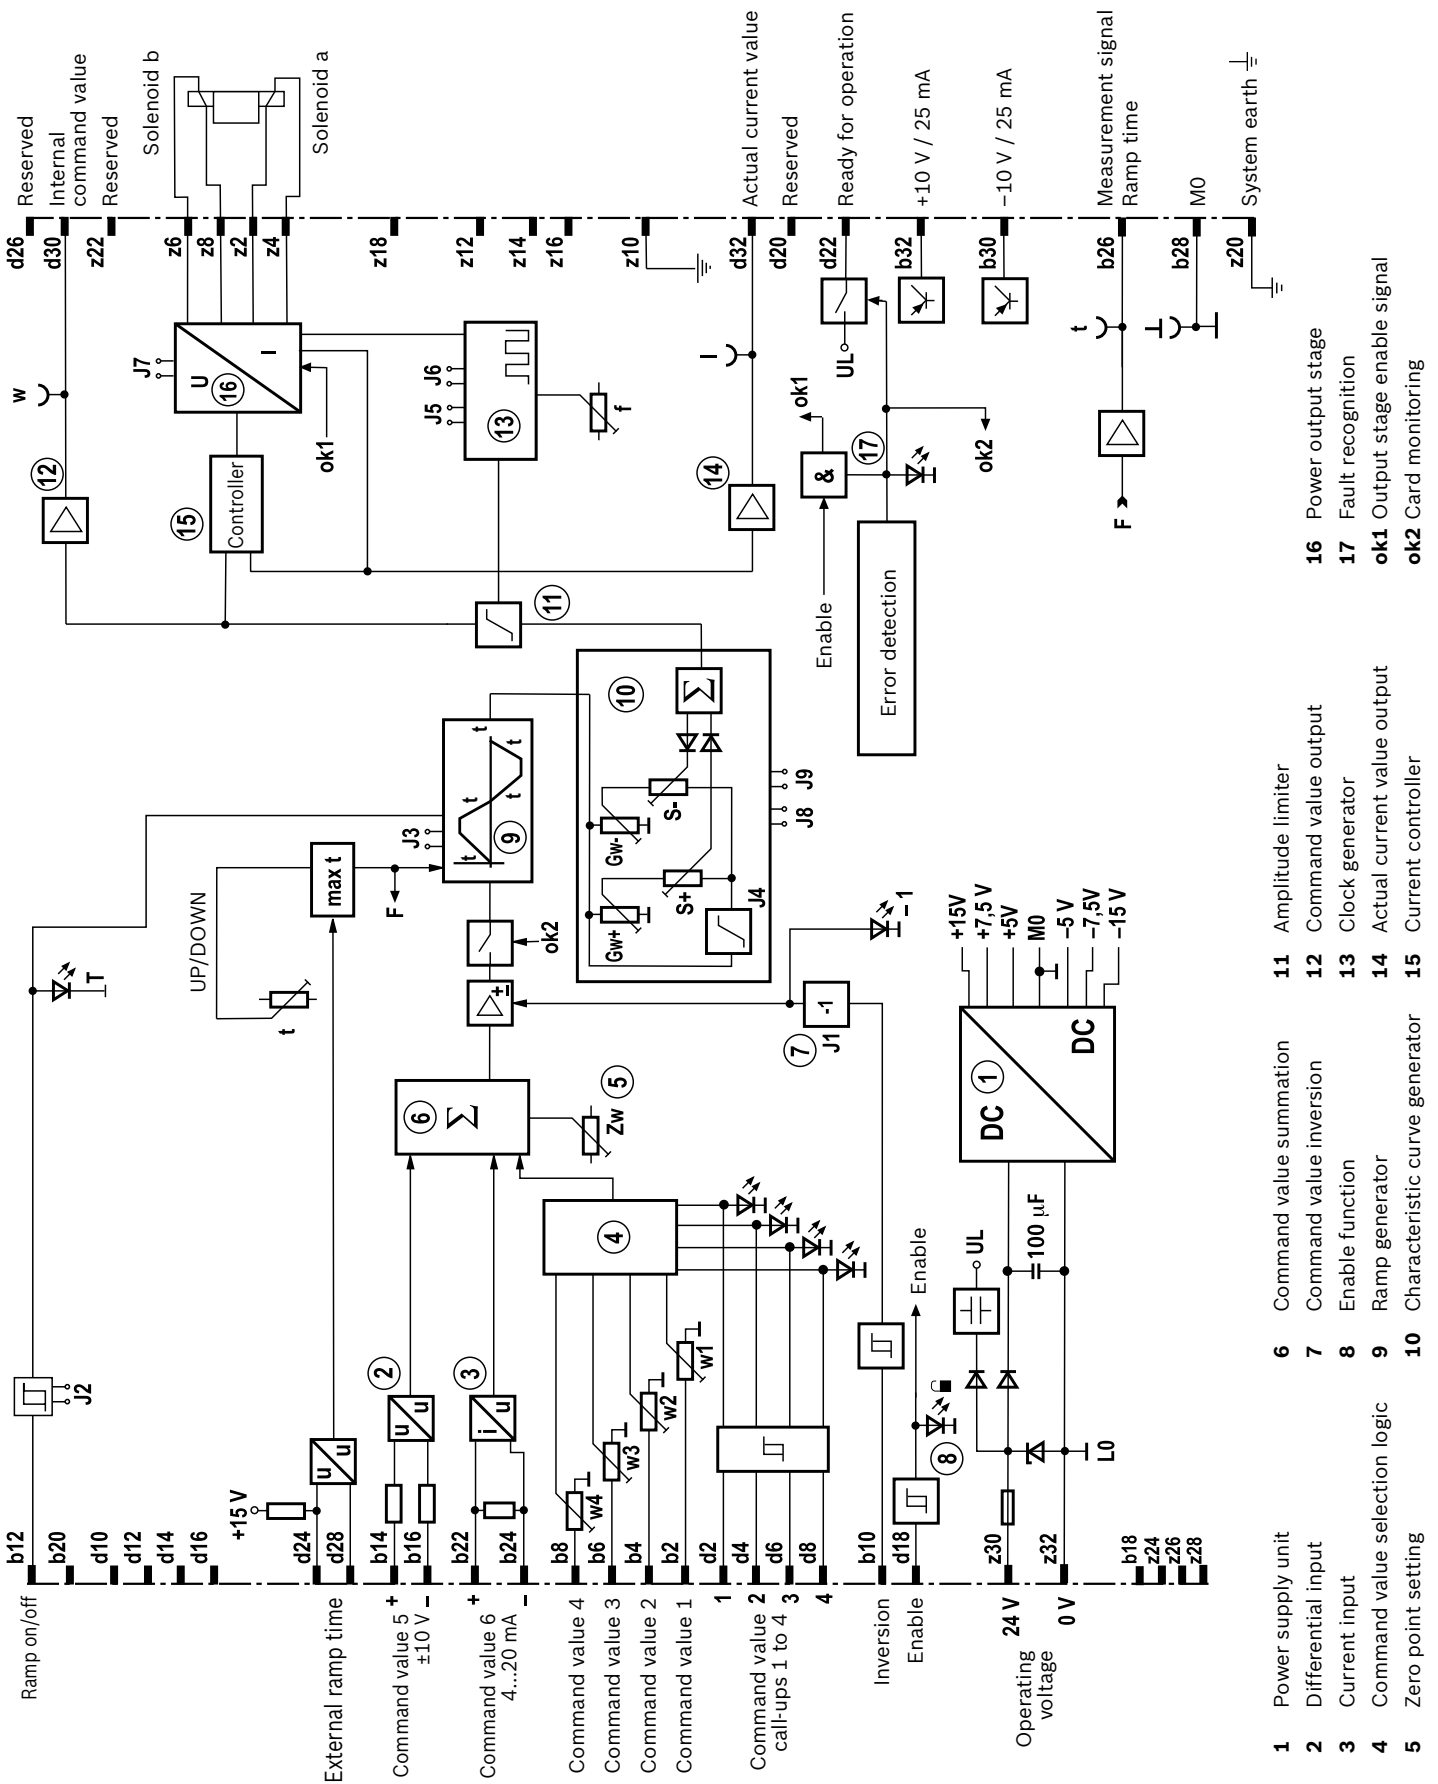 Ramp on/off
b12
J2
T
b20
d10
d12
d14
d16
External ramp time
d24
d28
+15 V
u
u
UP/DOWN
t
max t
F
Command value 5
±10 V
+
−
b14
b16
u
u
2
Command value 6
4...20 mA
+
−
b22
b24
i
u
3
6
Σ
5
Zw
+
−
ok2
J3
9
t
t
t
t
Command value 4
Command value 3
Command value 2
Command value 1
b8
b6
b4
b2
w4
w3
w2
w1
4
Command value
call-ups 1 to 4
1
2
3
4
d2
d4
d6
d8
Inversion
b10
7
-1
J1
– 1
Enable
d18
8
Enable
Operating
voltage
24 V
0 V
z30
z32
L0
UL
100 µF
DC
1
DC
+15V
+7,5 V
+5V
M0
–5 V
–7,5V
–15 V
b18
z24
z26
z28
10
Gw+
Gw-
S+
S-
J4
Σ
J8
J9
11
12
w
15
Controller
J7
U
16
I
ok1
J5
J6
13
f
14
I
Error detection
Enable
&
17
ok1
ok2
UL
F
t
d26
Reserved
d30
Internal
command value
z22
Reserved
z6
z8
z2
z4
Solenoid b
Solenoid a
z18
z12
z14
z16
z10
d32
Actual current value
d20
Reserved
d22
Ready for operation
b32
+10 V / 25 mA
b30
−10 V / 25 mA
b26
Measurement signal
Ramp time
b28
M0
z20
System earth
1 Power supply unit
2 Differential input
3 Current input
4 Command value selection logic
5 Zero point setting
6 Command value summation
7 Command value inversion
8 Enable function
9 Ramp generator
10 Characteristic curve generator
11 Amplitude limiter
12 Command value output
13 Clock generator
14 Actual current value output
15 Current controller
16 Power output stage
17 Fault recognition
ok1 Output stage enable signal
ok2 Card monitoring